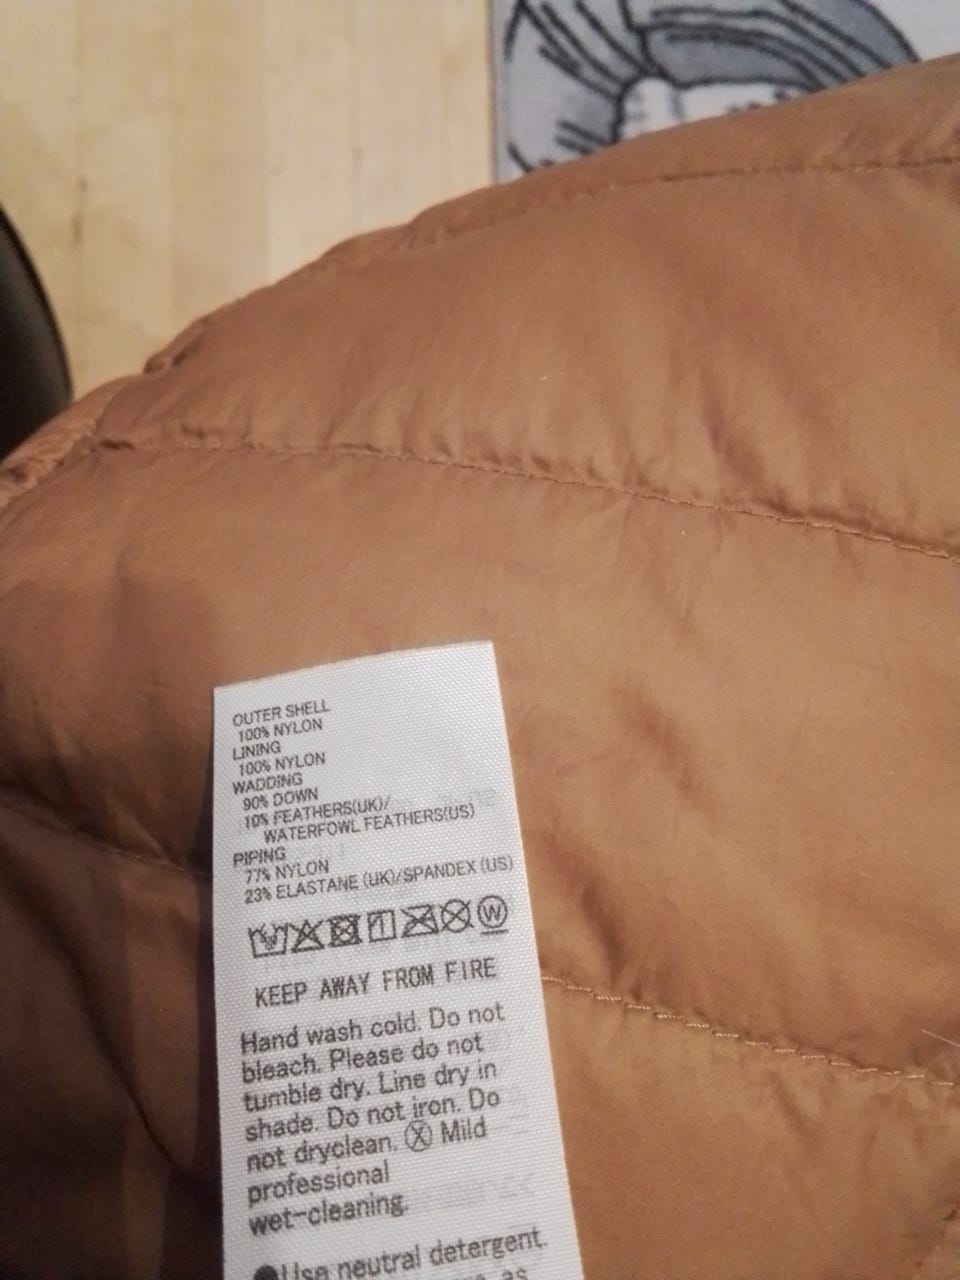 OUTER SHELL
100% NYLON
LINING
100% NYLON
WADDING
90% DOWN
10% FEATHERS(UK)/
WATERFOWL FEATHERS(US)
PIPING
77% NYLON
23% ELASTANE (UK)/SPANDEX (US)
W
KEEP AWAY FROM FIRE
Hand wash cold. Do not
bleach. Please do not
tumble dry. Line dry in
shade. Do not iron. Do
not dryclean. Ⓧ Mild
professional
wet-cleaning.
●Use neutral detergent.
as